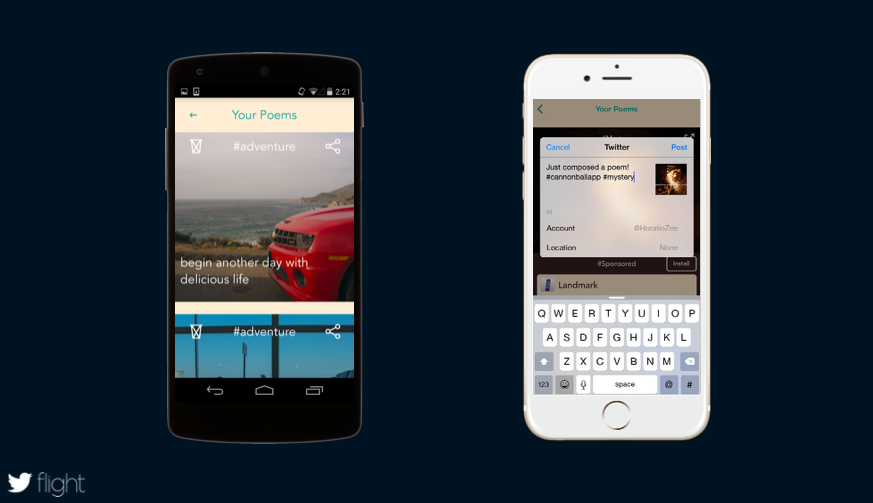 2:21
Your Poems
#adventure
begin another day with
delicious life
#adventure
Your Poems
Cancel Twitter Post
Just composed a poem!
#cannonballapp #mystery
Account @HoratioZee
Location None
#Sponsored Install
Landmark
Q W E R T Y U I O P
A S D F G H J K L
Z X C V B N M
123 space @ #
flight